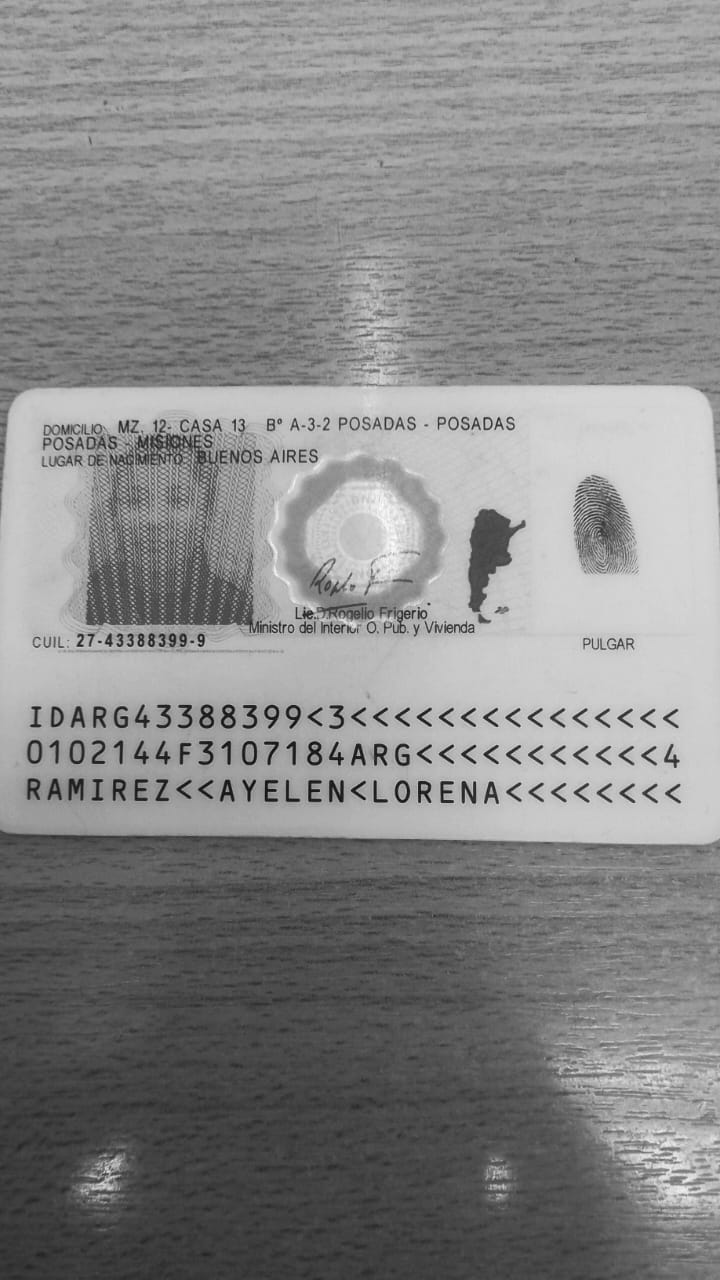 DOMICILIO: MZ. 12- CASA 13 Bº A-3-2 POSADAS - POSADAS
POSADAS - MISIONES
LUGAR DE NACIMIENTO: BUENOS AIRES
Lic.D.Rogelio Frigerio
Ministro del Interior O. Pub. y Vivienda
CUIL: 27-43388399-9
PULGAR
IDARG43388399<3<<<<<<<<<<<<<<<
0102144F3107184ARG<<<<<<<<<<<4
RAMIREZ<<AYELEN<LORENA<<<<<<<<